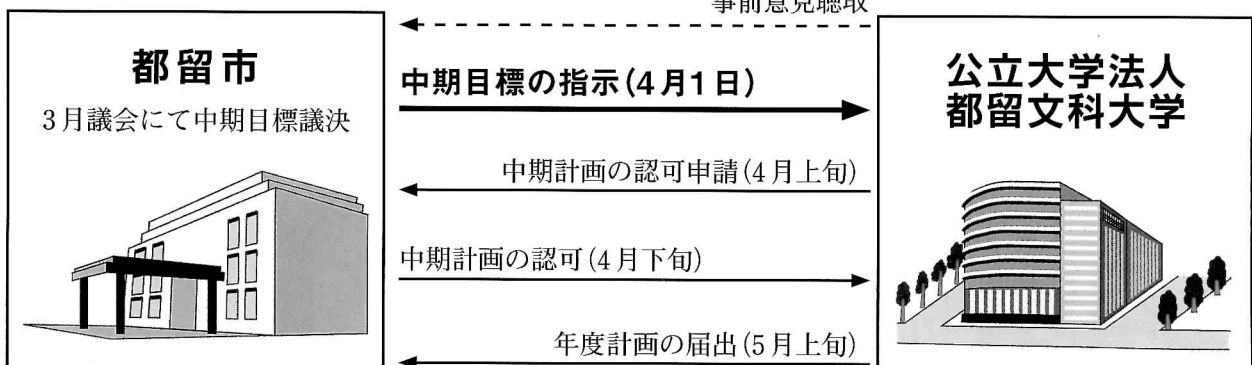 事前意見聴取
都留市
3月議会にて中期目標議決
中期目標の指示(4月1日)
公立大学法人
都留文科大学
中期計画の認可申請(4月上旬)
中期計画の認可(4月下旬)
年度計画の届出(5月上旬)